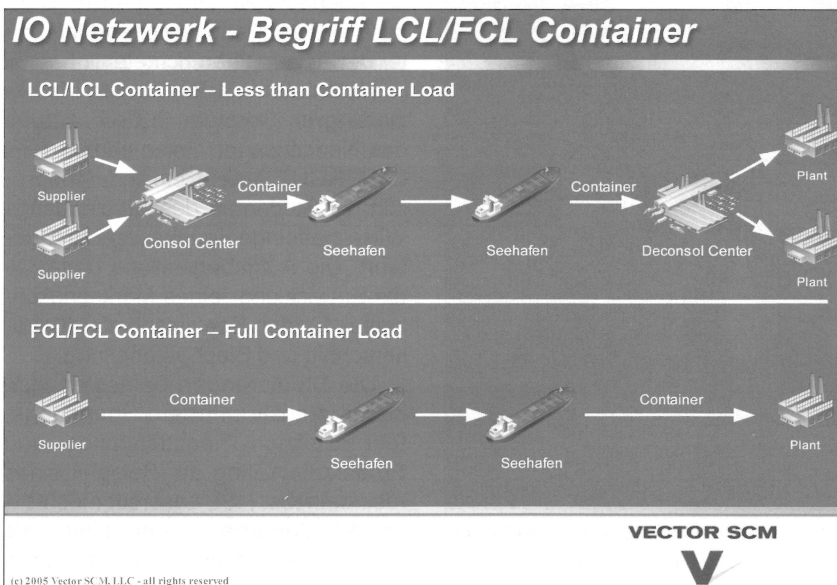 IO Netzwerk - Begriff LCL/FCL Container
LCL/LCL Container – Less than Container Load
Supplier
Supplier
Consol Center
Container
Seehafen
Seehafen
Container
Deconsol Center
Plant
Plant
FCL/FCL Container – Full Container Load
Supplier
Container
Seehafen
Seehafen
Container
Plant
VECTOR SCM
V
(c) 2005 Vector SCM, LLC - all rights reserved